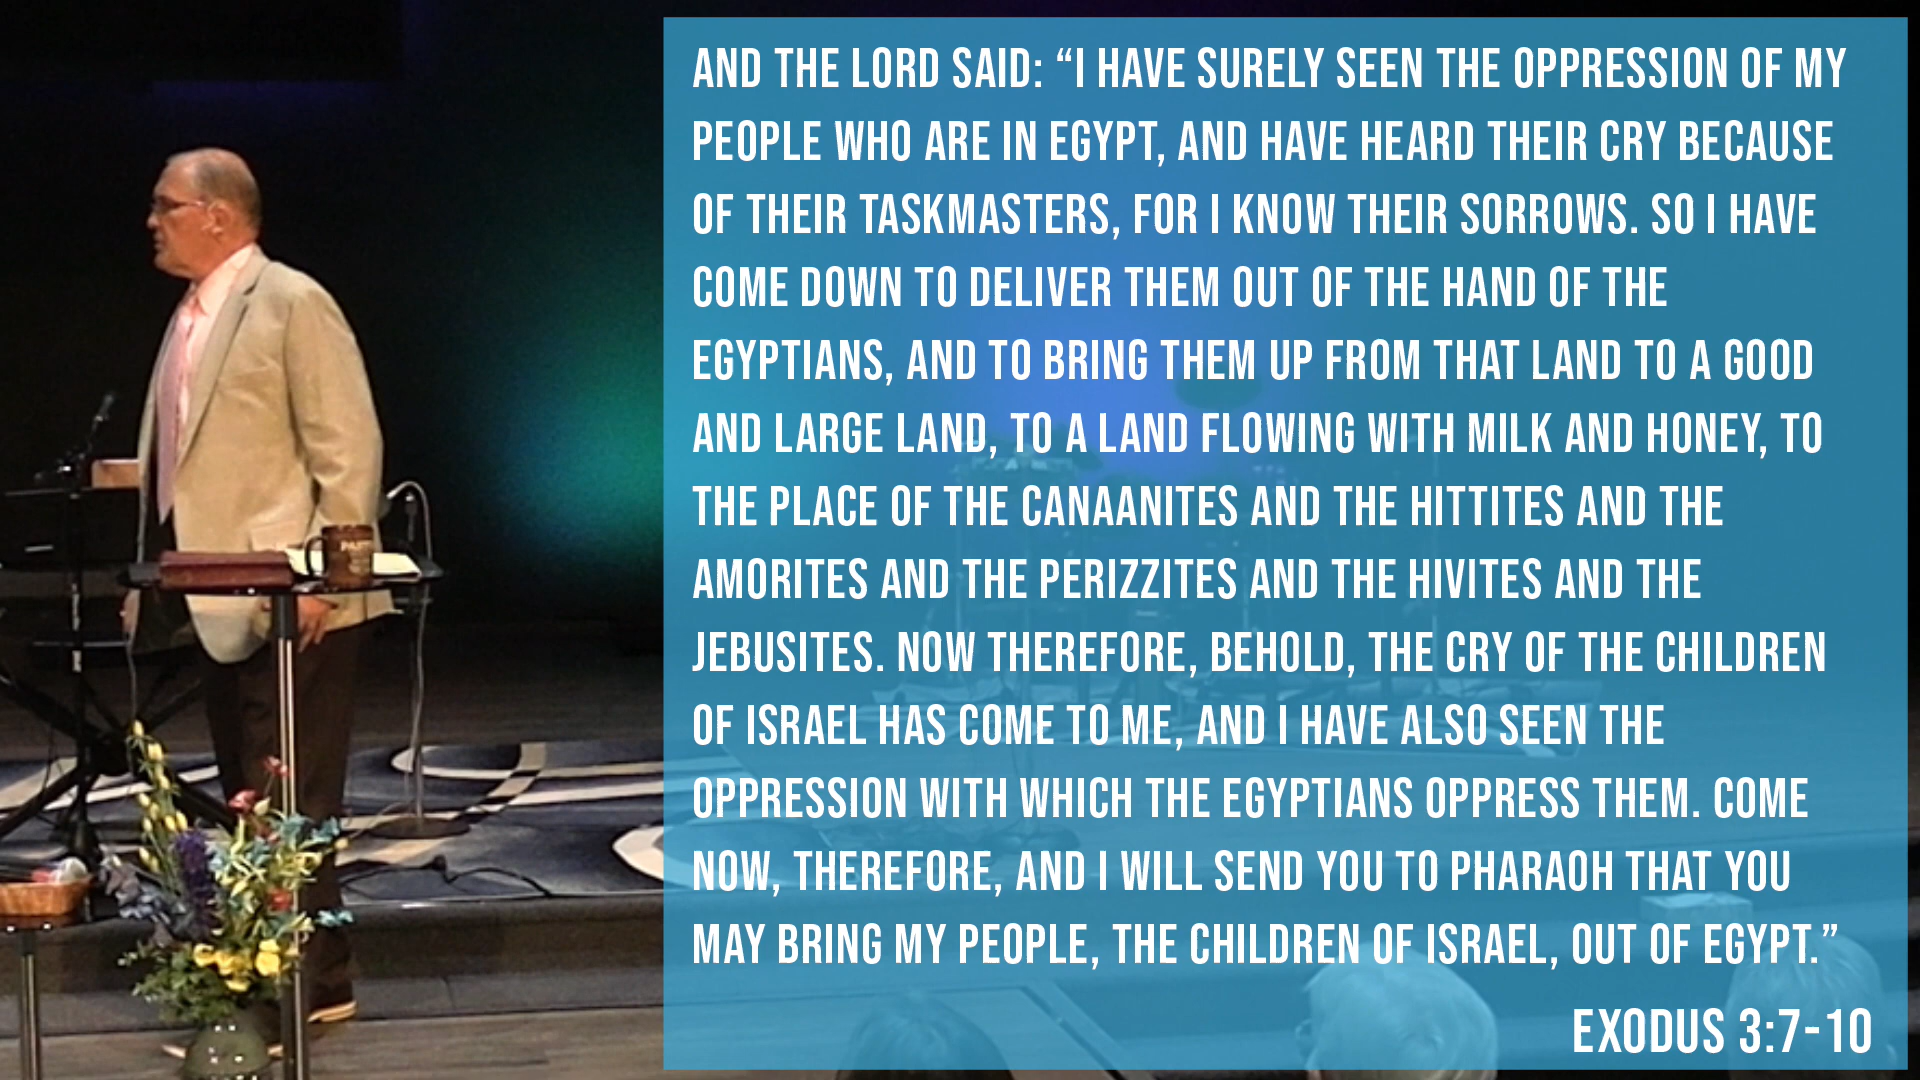 AND THE LORD SAID: “I HAVE SURELY SEEN THE OPPRESSION OF MY
PEOPLE WHO ARE IN EGYPT, AND HAVE HEARD THEIR CRY BECAUSE
OF THEIR TASKMASTERS, FOR I KNOW THEIR SORROWS. SO I HAVE
COME DOWN TO DELIVER THEM OUT OF THE HAND OF THE
EGYPTIANS, AND TO BRING THEM UP FROM THAT LAND TO A GOOD
AND LARGE LAND, TO A LAND FLOWING WITH MILK AND HONEY, TO
THE PLACE OF THE CANAANITES AND THE HITTITES AND THE
AMORITES AND THE PERIZZITES AND THE HIVITES AND THE
JEBUSITES. NOW THEREFORE, BEHOLD, THE CRY OF THE CHILDREN
OF ISRAEL HAS COME TO ME, AND I HAVE ALSO SEEN THE
OPPRESSION WITH WHICH THE EGYPTIANS OPPRESS THEM. COME
NOW, THEREFORE, AND I WILL SEND YOU TO PHARAOH THAT YOU
MAY BRING MY PEOPLE, THE CHILDREN OF ISRAEL, OUT OF EGYPT.”
EXODUS 3:7-10